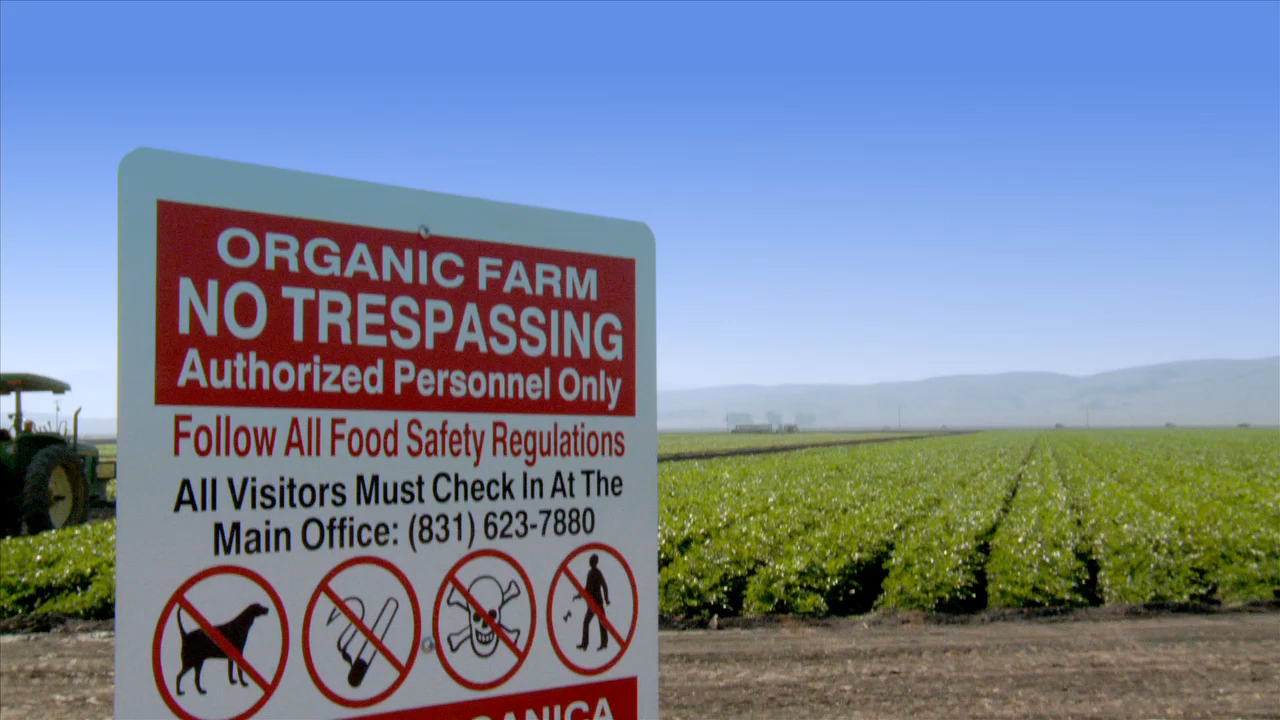 ORGANIC FARM
NO TRESPASSING
Authorized Personnel Only
Follow All Food Safety Regulations
All Visitors Must Check In At The
Main Office: (831) 623-7880